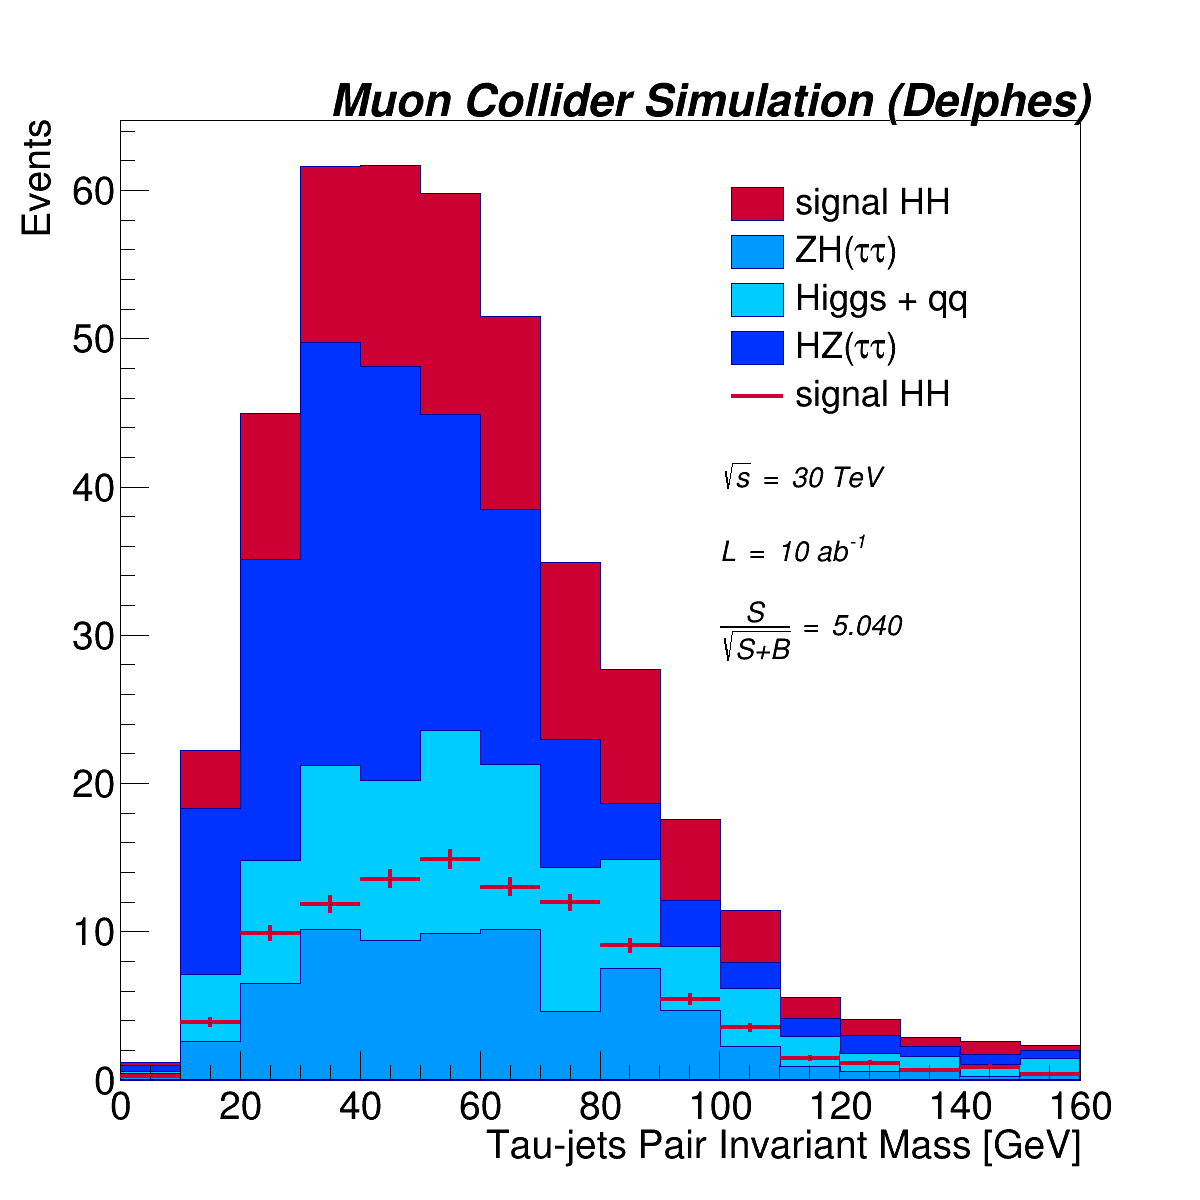 Muon Collider Simulation (Delphes)
Events
60
50
40
30
20
10
0
signal HH
ZH(ττ)
Higgs + qq
HZ(ττ)
signal HH
√s = 30 TeV
L = 10 ab⁻¹
S
√S+B = 5.040
0 20 40 60 80 100 120 140 160
Tau-jets Pair Invariant Mass [GeV]